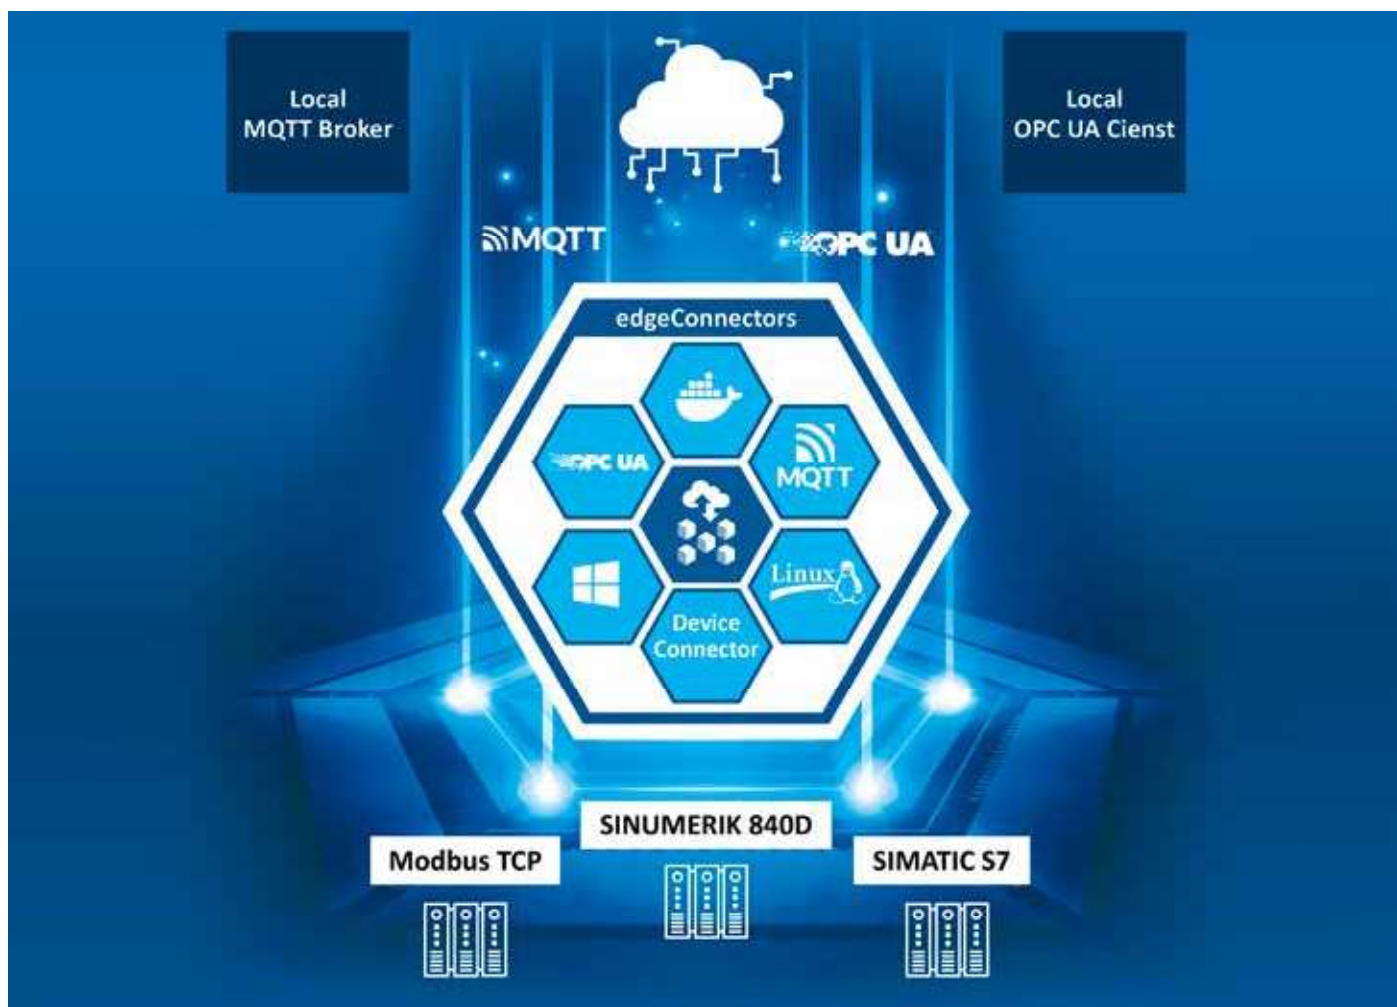 Local
MQTT Broker
Local
OPC UA Cienst
MQTT
OPC UA
edgeConnectors
OPC UA
MQTT
Linux
Device
Connector
SINUMERIK 840D
Modbus TCP
SIMATIC S7